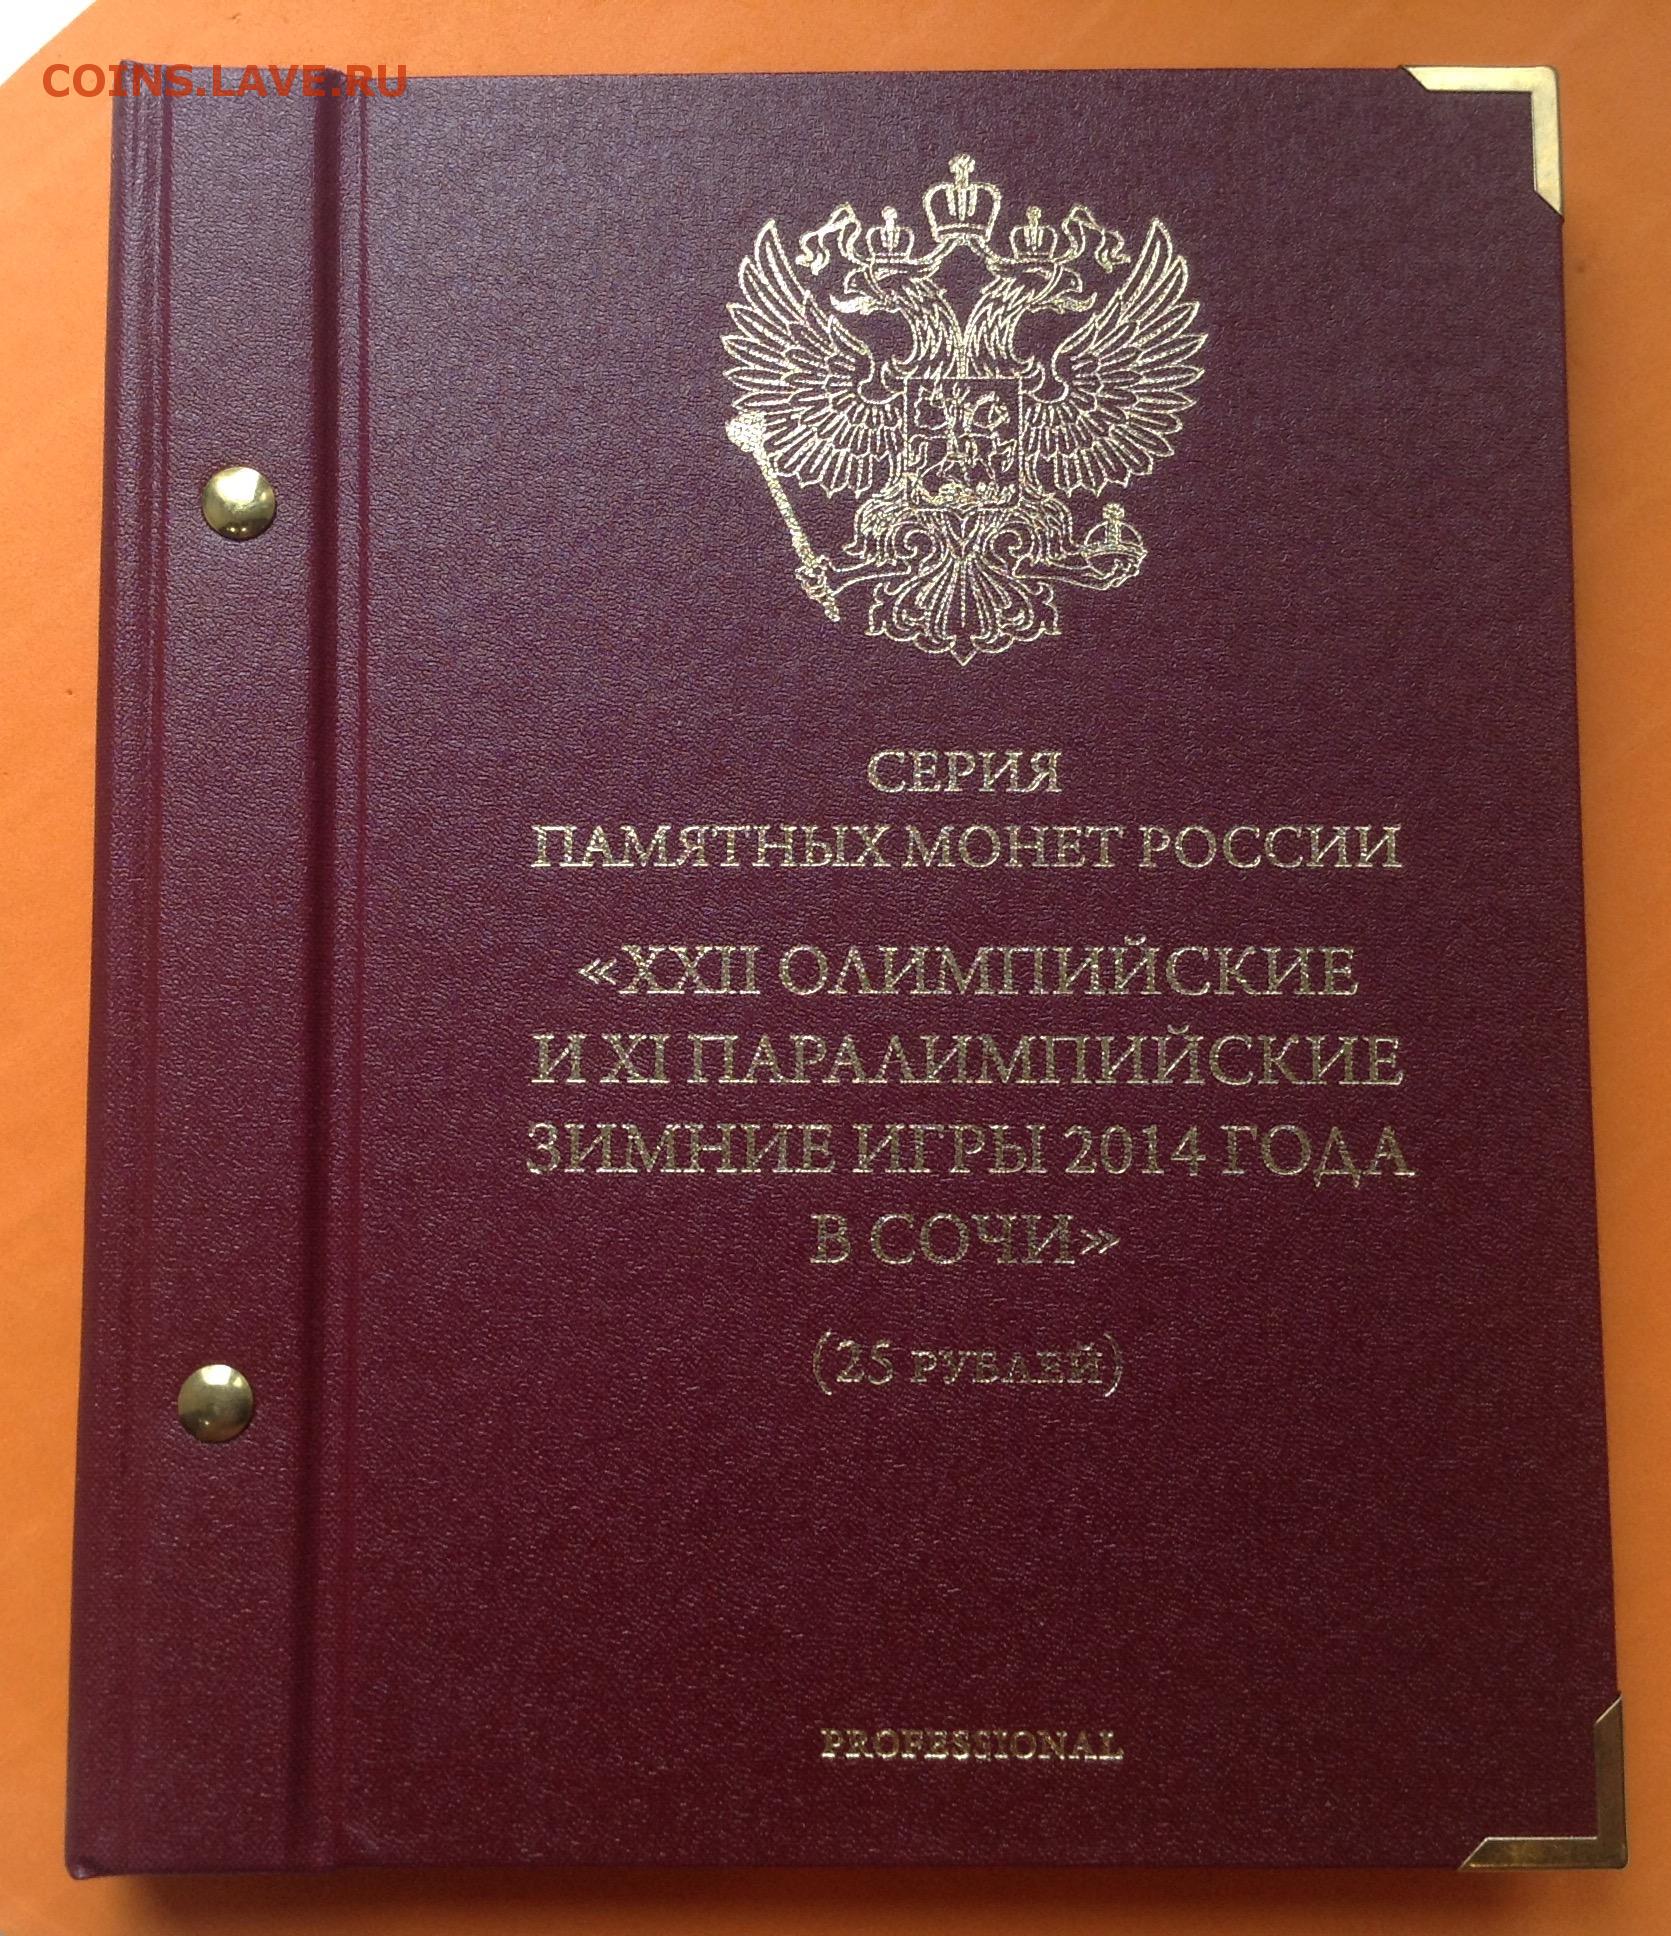 COINS.LAVE.RU
СЕРИЯ
ПАМЯТНЫХ МОНЕТ РОССИИ
«XXII ОЛИМПИЙСКИЕ
И XI ПАРАЛИМПИЙСКИЕ
ЗИМНИЕ ИГРЫ 2014 ГОДА
В СОЧИ»
(25 РУБЛЕЙ)
PROFESSIONAL